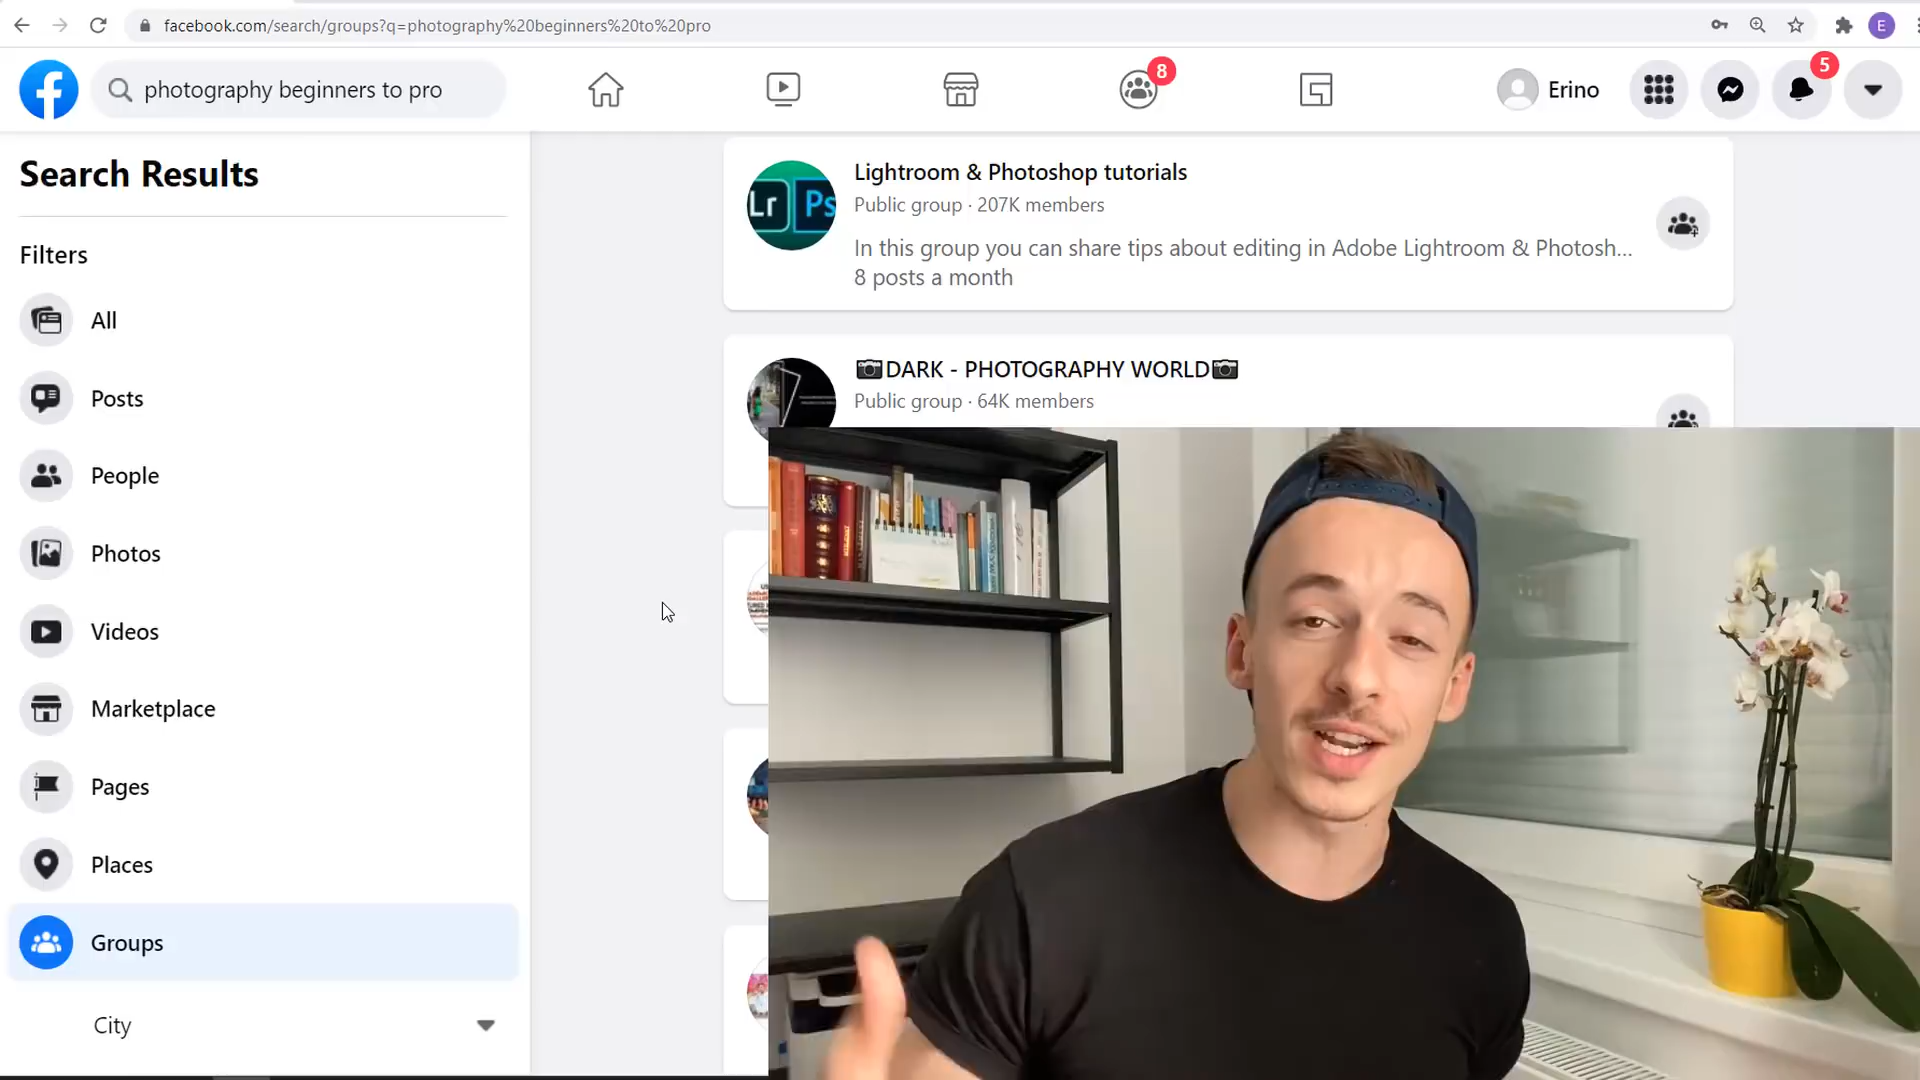 facebook.com/search/groups?q=photography%20beginners%20to%20pro
E
photography beginners to pro
8
Erino
5
Search Results
Filters
All
Posts
People
Photos
Videos
Marketplace
Pages
Places
Groups
City
Lr Ps
Lightroom & Photoshop tutorials
Public group · 207K members
In this group you can share tips about editing in Adobe Lightroom & Photosh...
8 posts a month
📷DARK - PHOTOGRAPHY WORLD📷
Public group · 64K members